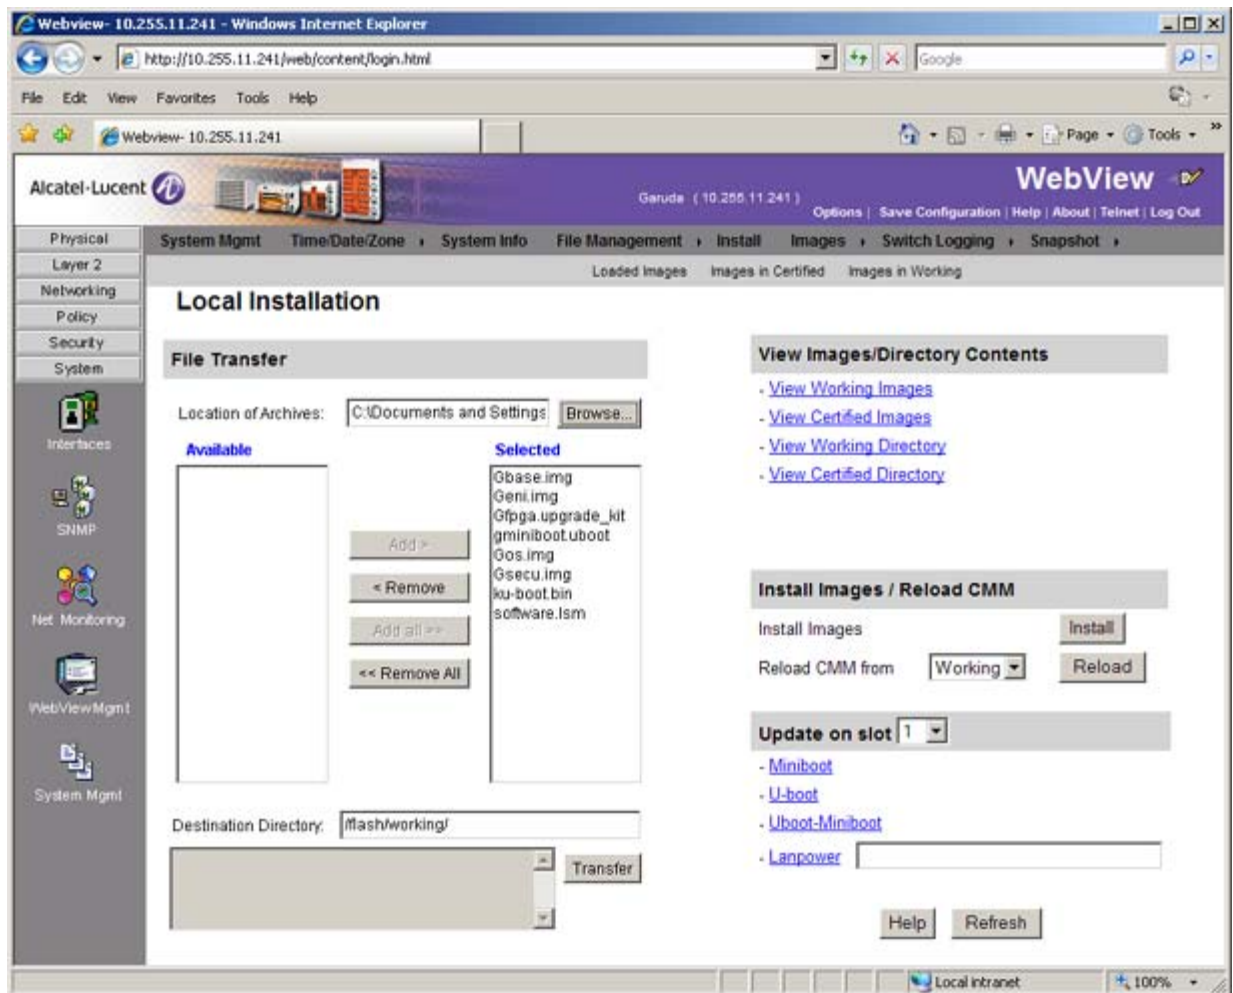 Webview- 10.255.11.241 - Windows Internet Explorer
http://10.255.11.241/web/content/login.html
Google
File Edit View Favorites Tools Help
Webview- 10.255.11.241
Page Tools
Alcatel-Lucent
WebView
Garuda ( 10.255.11.241 )
Options | Save Configuration | Help | About | Telnet | Log Out
Physical
Layer 2
Networking
Policy
Security
System
System Mgmt Time/Date/Zone System Info File Management Install Images Switch Logging Snapshot
Loaded Images Images in Certified Images in Working
Interfaces
SNMP
Net Monitoring
WebViewMgmt
System Mgmt
Local Installation
File Transfer
Location of Archives: C:\Documents and Settings Browse...
Available
Selected
Gbase.img
Geni.img
Gfpga.upgrade_kit
gminiboot.uboot
Gos.img
Gsecu.img
ku-boot.bin
software.lsm
Add >
< Remove
Add all >>
<< Remove All
Destination Directory: /flash/working/
Transfer
View Images/Directory Contents
- View Working Images
- View Certified Images
- View Working Directory
- View Certified Directory
Install Images / Reload CMM
Install Images Install
Reload CMM from Working Reload
Update on slot 1
- Miniboot
- U-boot
- Uboot-Miniboot
- Lanpower
Help Refresh
Local intranet 100%